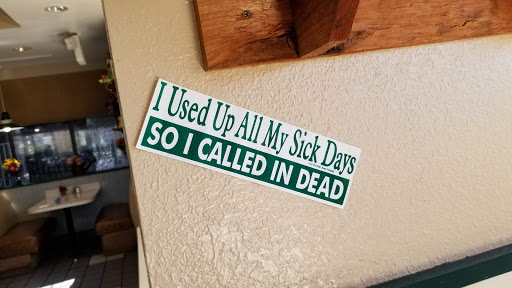 I Used Up All My Sick Days
SO I CALLED IN DEAD